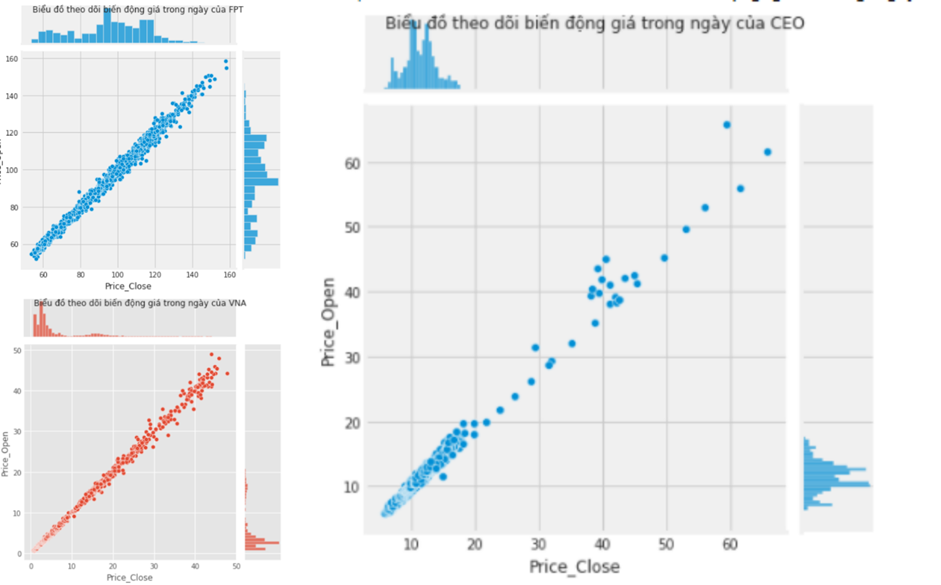 Biểu đồ theo dõi biến động giá trong ngày của FPT
160
140
120
100
80
60
60 80 100 120 140 160
Price_Close
Biểu đồ theo dõi biến động giá trong ngày của VNA
50
40
30
20
10
0
Price_Open
0 10 20 30 40 50
Price_Close
Biểu đồ theo dõi biến động giá trong ngày của CEO
60
50
40
30
20
10
Price_Open
10 20 30 40 50 60
Price_Close